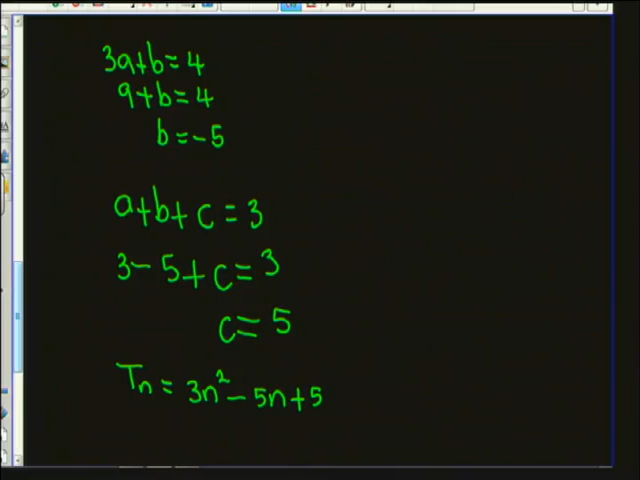 3a+b=4
9+b=4
b=-5
a+b+c=3
3-5+c=3
c=5
Tn=3n²-5n+5